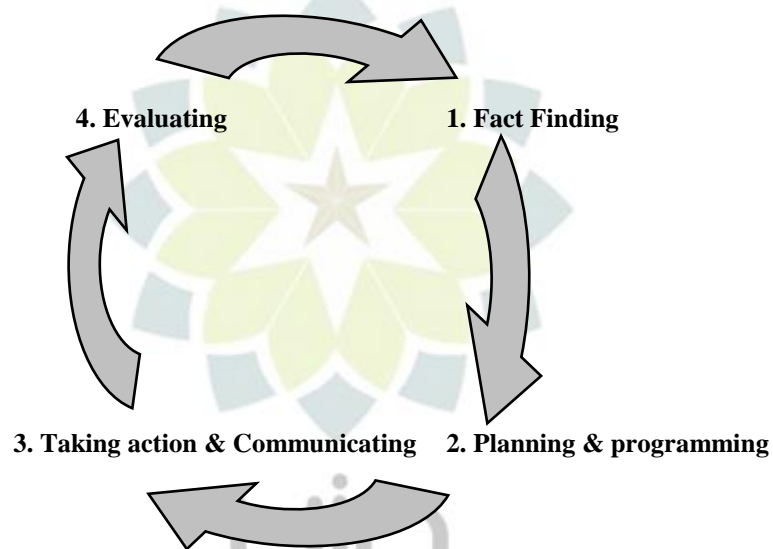 4. Evaluating 1. Fact Finding
3. Taking action & Communicating 2. Planning & programming